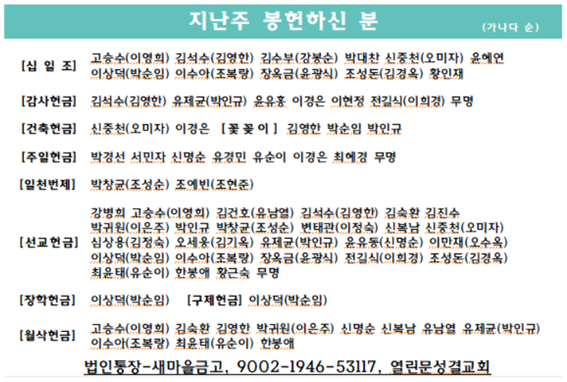 지난주 봉헌하신 분
(가나다 순)
[십 일 조] 고승수(이영희) 김석수(김영한) 김수부(강봉순) 박대찬 신중천(오미자) 윤혜연
이상덕(박순임) 이수아(조복랑) 장옥금(윤광식) 조성돈(김경옥) 황인재
[감사헌금] 김석수(김영한) 유제균(박인규) 윤유홍 이경은 이현정 전길식(이희경) 무명
[건축헌금] 신중천(오미자) 이경은 [꽃꽂이] 김영한 박순임 박인규
[주일헌금] 박경선 서민자 신명순 유경민 유순이 이경은 최혜경 무명
[일천번제] 박창균(조성순) 조예빈(조현준)
강병희 고승수(이영희) 김건호(유남열) 김석수(김영한) 김숙환 김진수
박귀원(이은주) 박인규 박창균(조성순) 변태관(이정숙) 신복남 신중천(오미자)
[선교헌금] 심상용(김정숙) 오세웅(김기옥) 유제균(박인규) 윤유동(신명순) 이만재(오수옥)
이상덕(박순임) 이수아(조복랑) 장옥금(윤광식) 전길식(이희경) 조성돈(김경옥)
최윤태(유순이) 한봉애 황근숙 무명
[장학헌금] 이상덕(박순임) [구제헌금] 이상덕(박순임)
[월삭헌금] 고승수(이영희) 김숙환 김영한 박귀원(이은주) 신명순 신복남 유남열 유제균(박인규)
이수아(조복랑) 최윤태(유순이) 한봉애
법인통장-새마을금고, 9002-1946-53117, 열린문성결교회